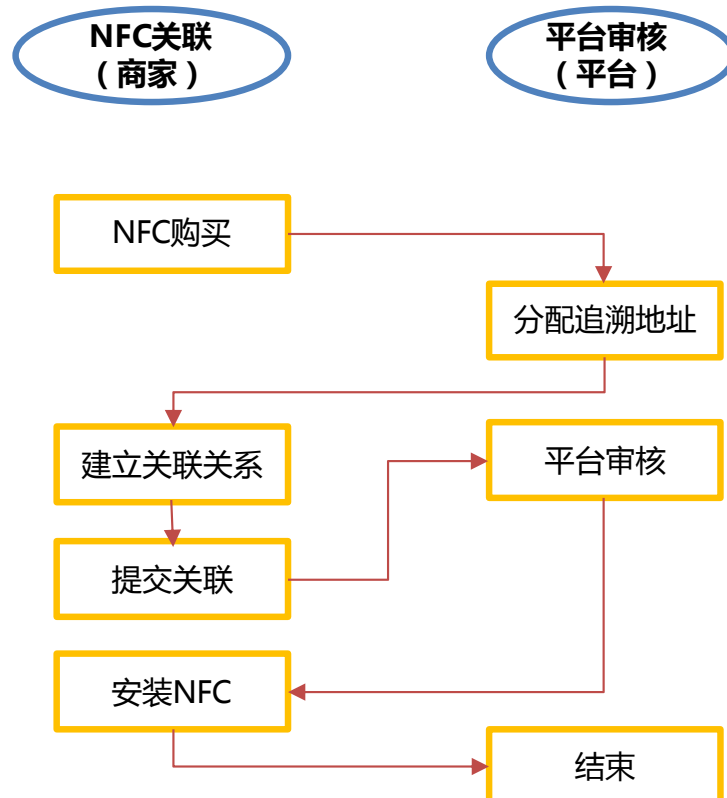 NFC关联
（商家）
平台审核
（平台）
NFC购买
分配追溯地址
建立关联关系
平台审核
提交关联
安装NFC
结束